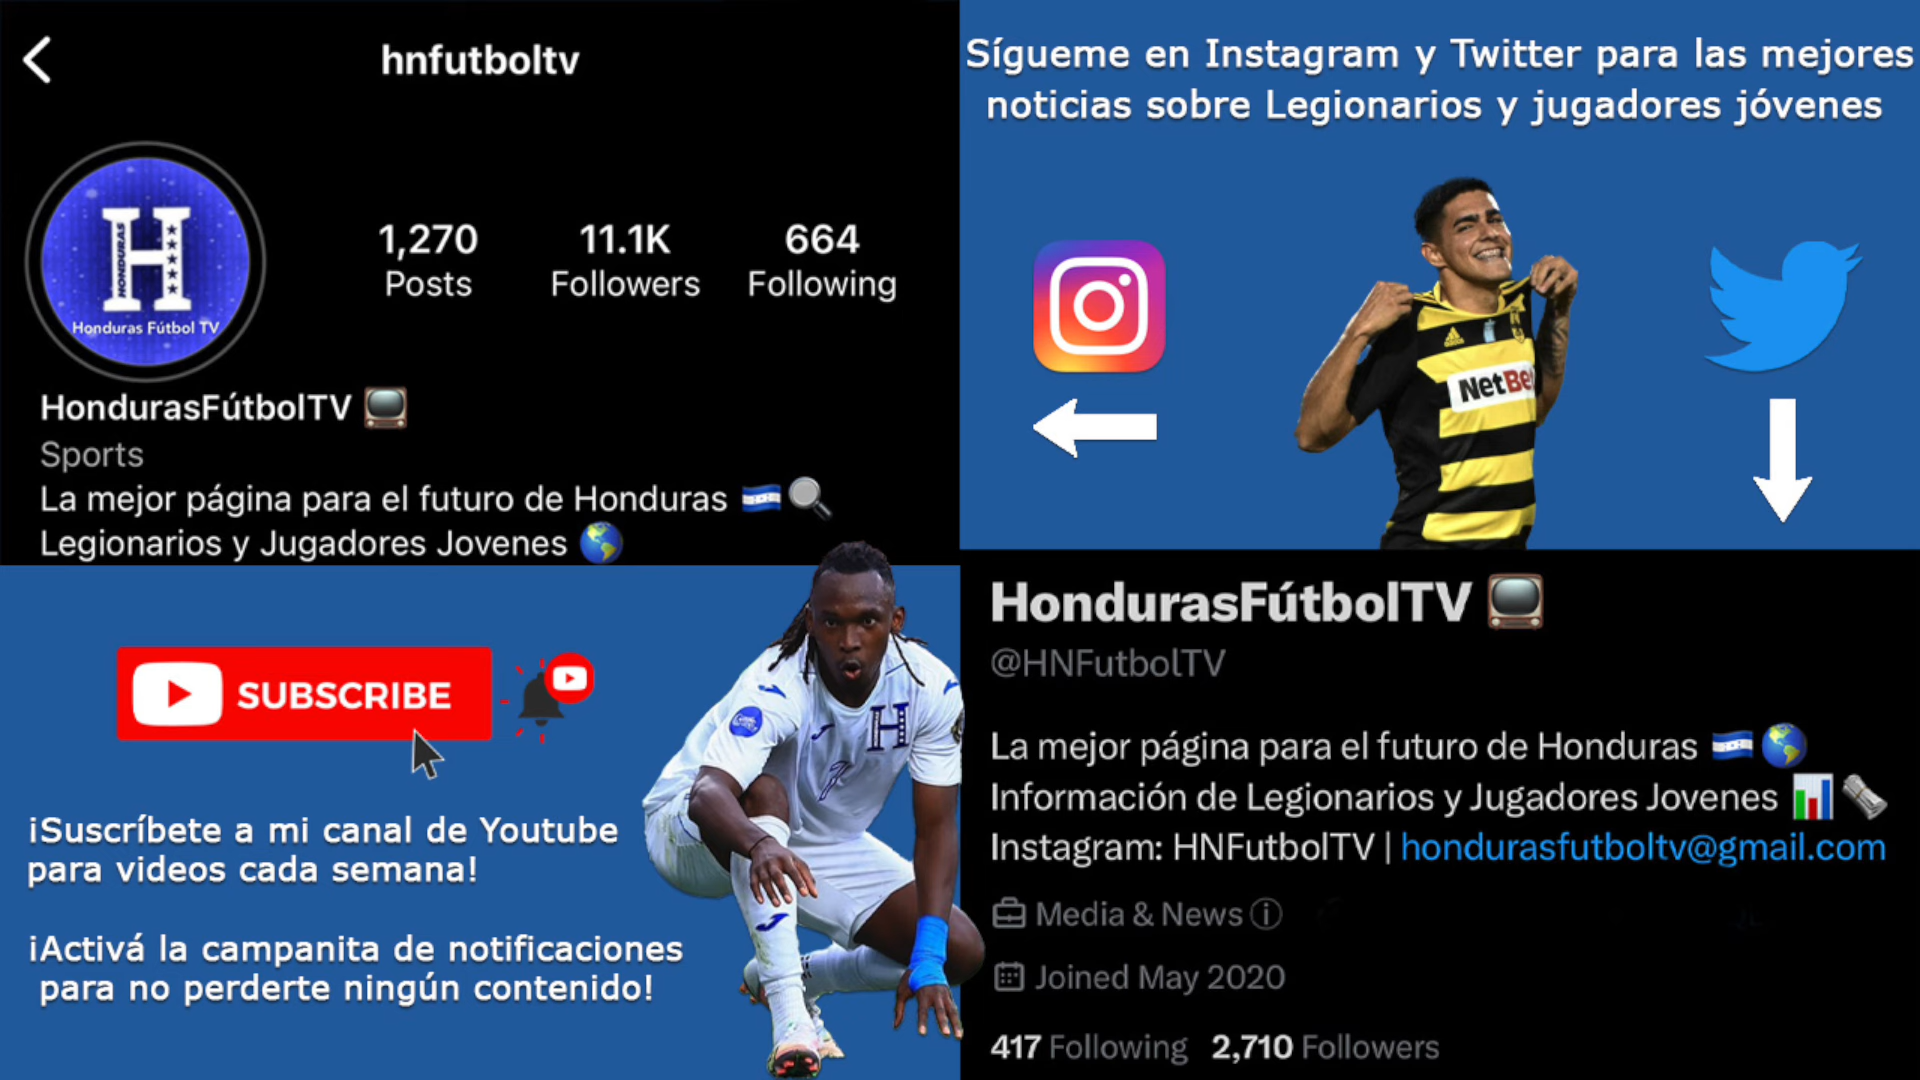 hnfutboltv
1,270 11.1K 664
Posts Followers Following
HONDURAS
H
Honduras Fútbol TV
HondurasFútbolTV
Sports
La mejor página para el futuro de Honduras
Legionarios y Jugadores Jovenes
Sígueme en Instagram y Twitter para las mejores
noticias sobre Legionarios y jugadores jóvenes
NetBe
SUBSCRIBE
¡Suscríbete a mi canal de Youtube
para videos cada semana!
¡Activá la campanita de notificaciones
para no perderte ningún contenido!
H
7
HondurasFútbolTV
@HNFutbolTV
La mejor página para el futuro de Honduras
Información de Legionarios y Jugadores Jovenes
Instagram: HNFutbolTV | hondurasfutboltv@gmail.com
Media & News
Joined May 2020
417 Following 2,710 Followers